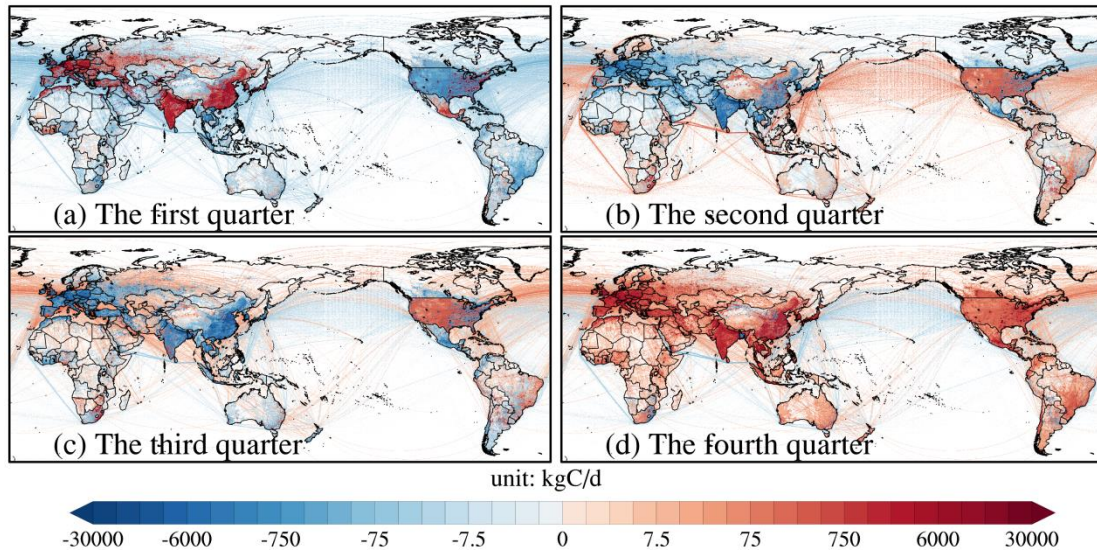 (a) The first quarter
(b) The second quarter
(c) The third quarter
(d) The fourth quarter
unit: kgC/d
-30000 -6000 -750 -75 -7.5 0 7.5 75 750 6000 30000